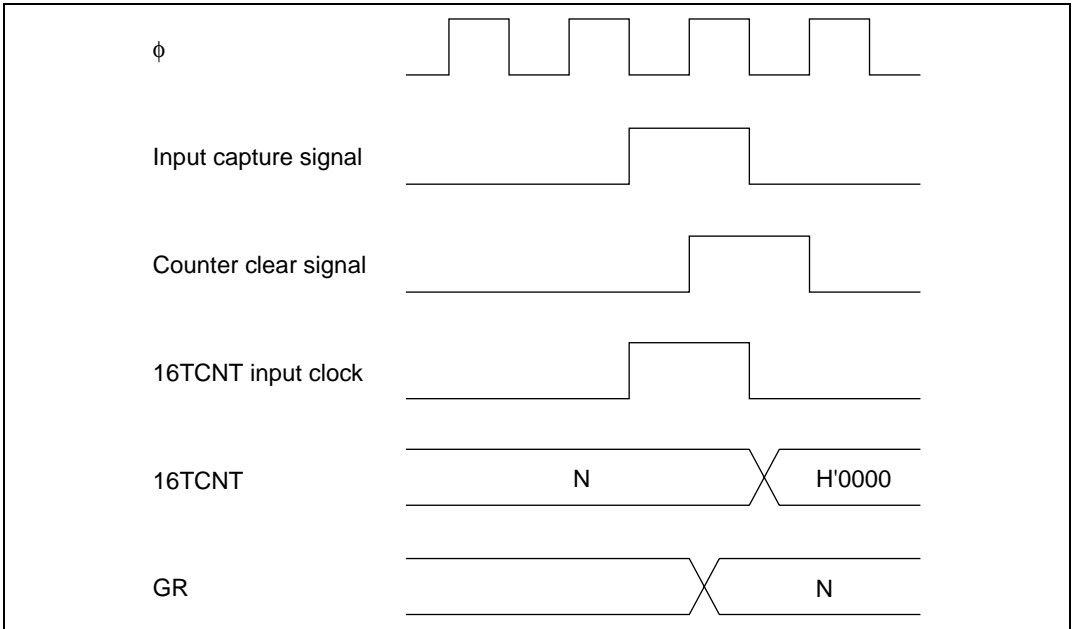 ϕ
Input capture signal
Counter clear signal
16TCNT input clock
16TCNT N H'0000
GR N